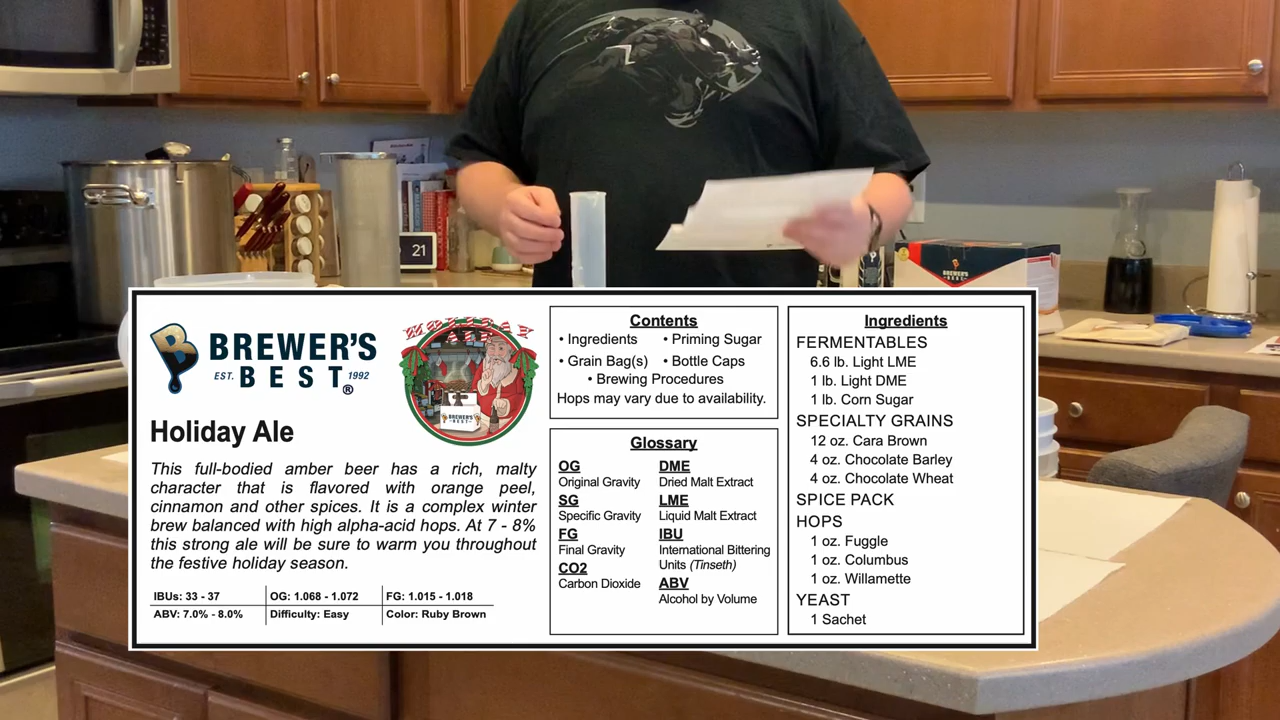 21
BREWER'S
BEST
BREWER'S
EST. BEST 1992
®
HOLIDAY
ALE
BREWER'S
BEST
Holiday Ale
This full-bodied amber beer has a rich, malty
character that is flavored with orange peel,
cinnamon and other spices. It is a complex winter
brew balanced with high alpha-acid hops. At 7 - 8%
this strong ale will be sure to warm you throughout
the festive holiday season.
IBUs: 33 - 37 OG: 1.068 - 1.072 FG: 1.015 - 1.018
ABV: 7.0% - 8.0% Difficulty: Easy Color: Ruby Brown
Contents
• Ingredients • Priming Sugar
• Grain Bag(s) • Bottle Caps
• Brewing Procedures
Hops may vary due to availability.
Glossary
OG
Original Gravity
SG
Specific Gravity
FG
Final Gravity
CO2
Carbon Dioxide
DME
Dried Malt Extract
LME
Liquid Malt Extract
IBU
International Bittering
Units (Tinseth)
ABV
Alcohol by Volume
Ingredients
FERMENTABLES
6.6 lb. Light LME
1 lb. Light DME
1 lb. Corn Sugar
SPECIALTY GRAINS
12 oz. Cara Brown
4 oz. Chocolate Barley
4 oz. Chocolate Wheat
SPICE PACK
HOPS
1 oz. Fuggle
1 oz. Columbus
1 oz. Willamette
YEAST
1 Sachet